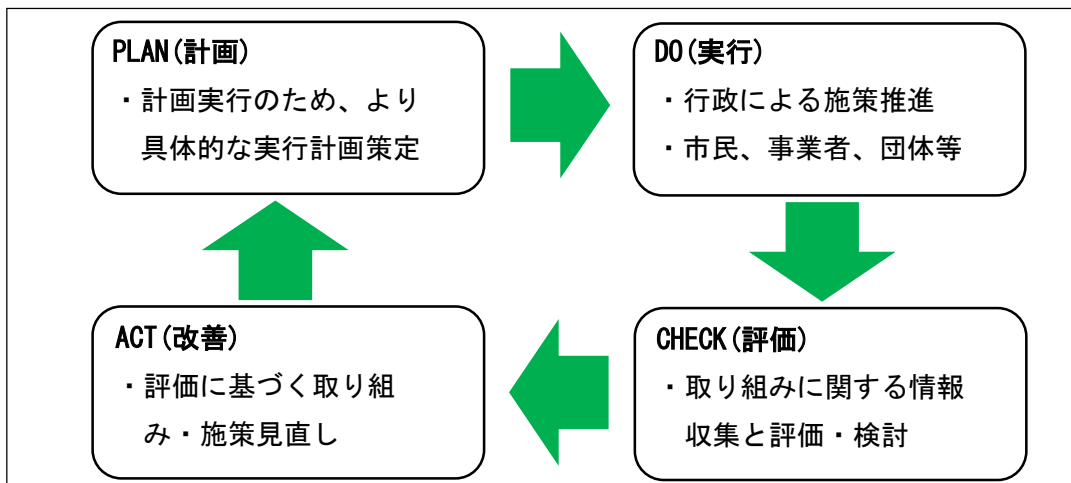 PLAN(計画)
・計画実行のため、より
具体的な実行計画策定
DO(実行)
・行政による施策推進
・市民、事業者、団体等
ACT(改善)
・評価に基づく取り組
み・施策見直し
CHECK(評価)
・取り組みに関する情報
収集と評価・検討